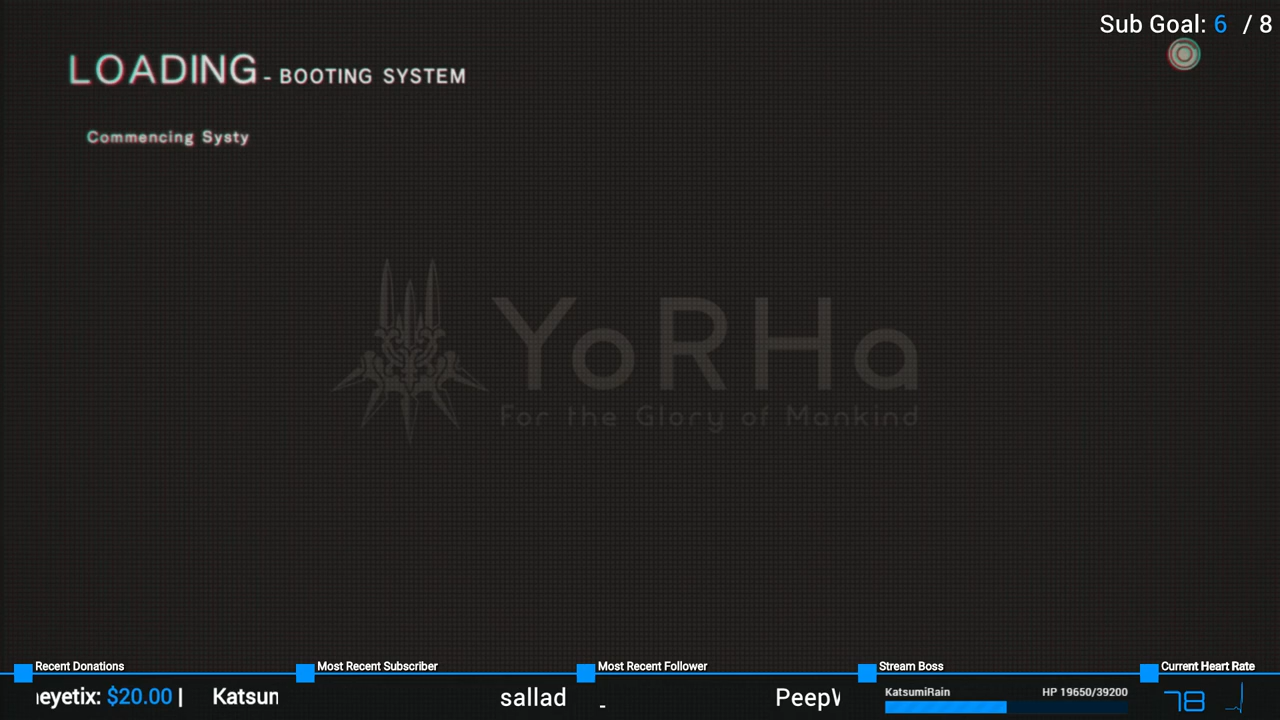 Sub Goal: 6 / 8
LOADING - BOOTING SYSTEM
Commencing Systy
YoRHa
For the Glory of Mankind
Recent Donations
Most Recent Subscriber
Most Recent Follower
Stream Boss
Current Heart Rate
eyetix: $20.00 |
Katsun
sallad
-
Peep
KatsumiRain
HP 19650/39200
78